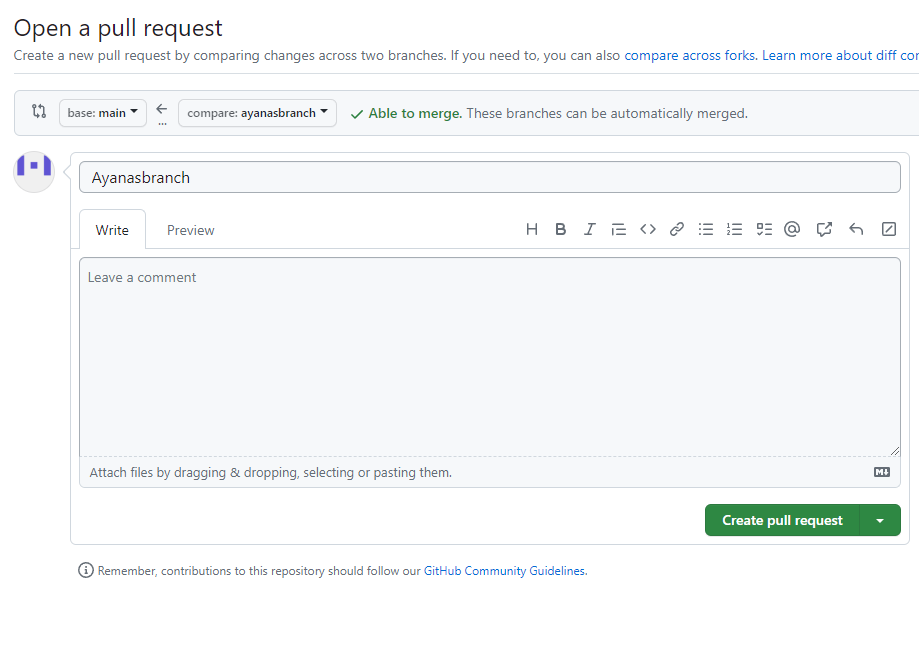 Open a pull request
Create a new pull request by comparing changes across two branches. If you need to, you can also compare across forks. Learn more about diff
base: main
compare: ayanasbranch
Able to merge. These branches can be automatically merged.
Ayanasbranch
Write Preview
Leave a comment
Attach files by dragging & dropping, selecting or pasting them.
Create pull request
Remember, contributions to this repository should follow our GitHub Community Guidelines.